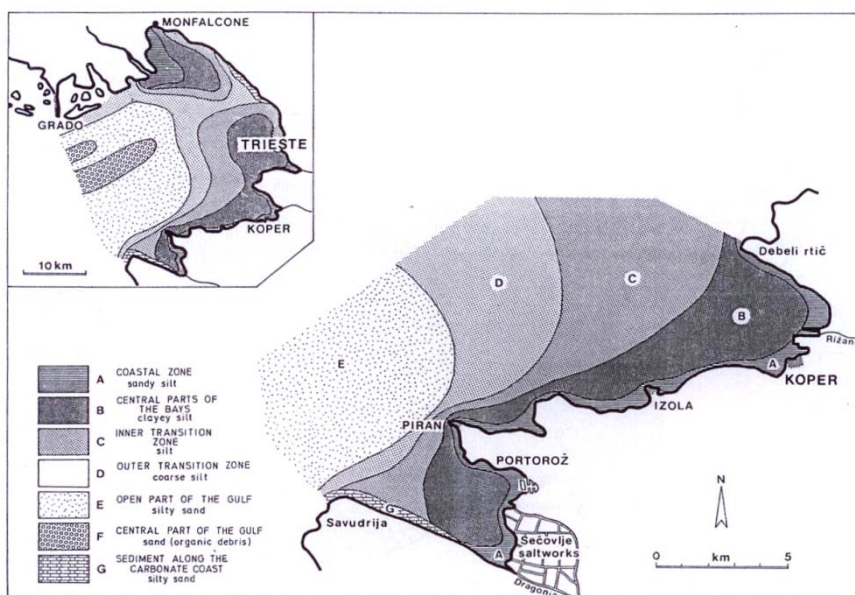 MONFALCONE
GRADO
TRIESTE
KOPER
10 km
Debeli rtič
D
C
B
E
A
Rižan
KOPER
IZOLA
PIRAN
PORTOROŽ
G
Savudrija
A
Sečovlje
saltworks
Dragonja
N
0 km 5
A COASTAL ZONE
sandy silt
B CENTRAL PARTS OF
THE BAYS
clayey silt
C INNER TRANSITION
ZONE
silt
D OUTER TRANSITION ZONE
coarse silt
E OPEN PART OF THE GULF
silty sand
F CENTRAL PART OF THE GULF
sand (organic debris)
G SEDIMENT ALONG THE
CARBONATE COAST
silty sand